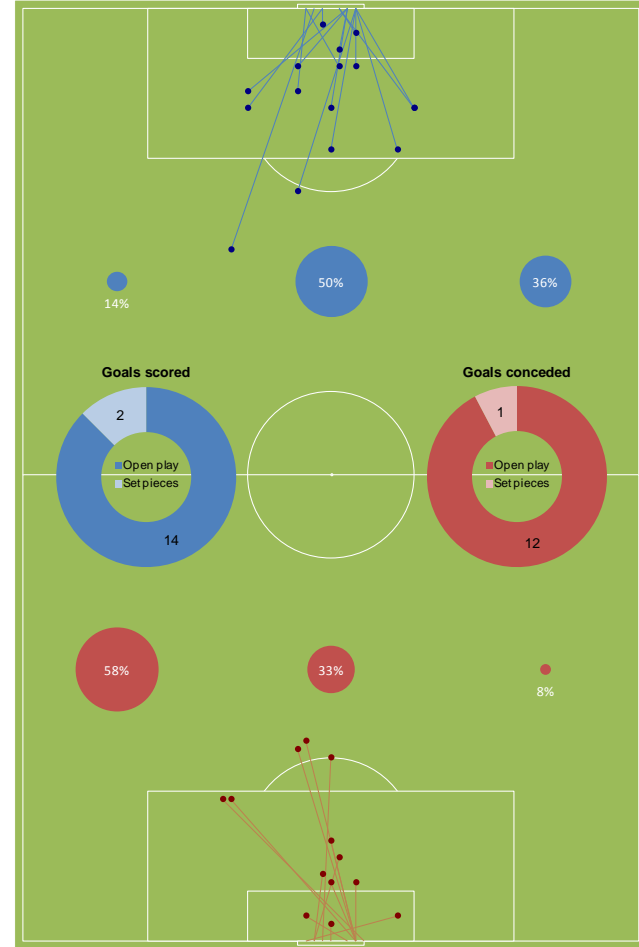 50%
36%
14%
Goals scored
Goals conceded
2
1
Open play
Set pieces
Open play
Set pieces
14
12
58%
33%
8%